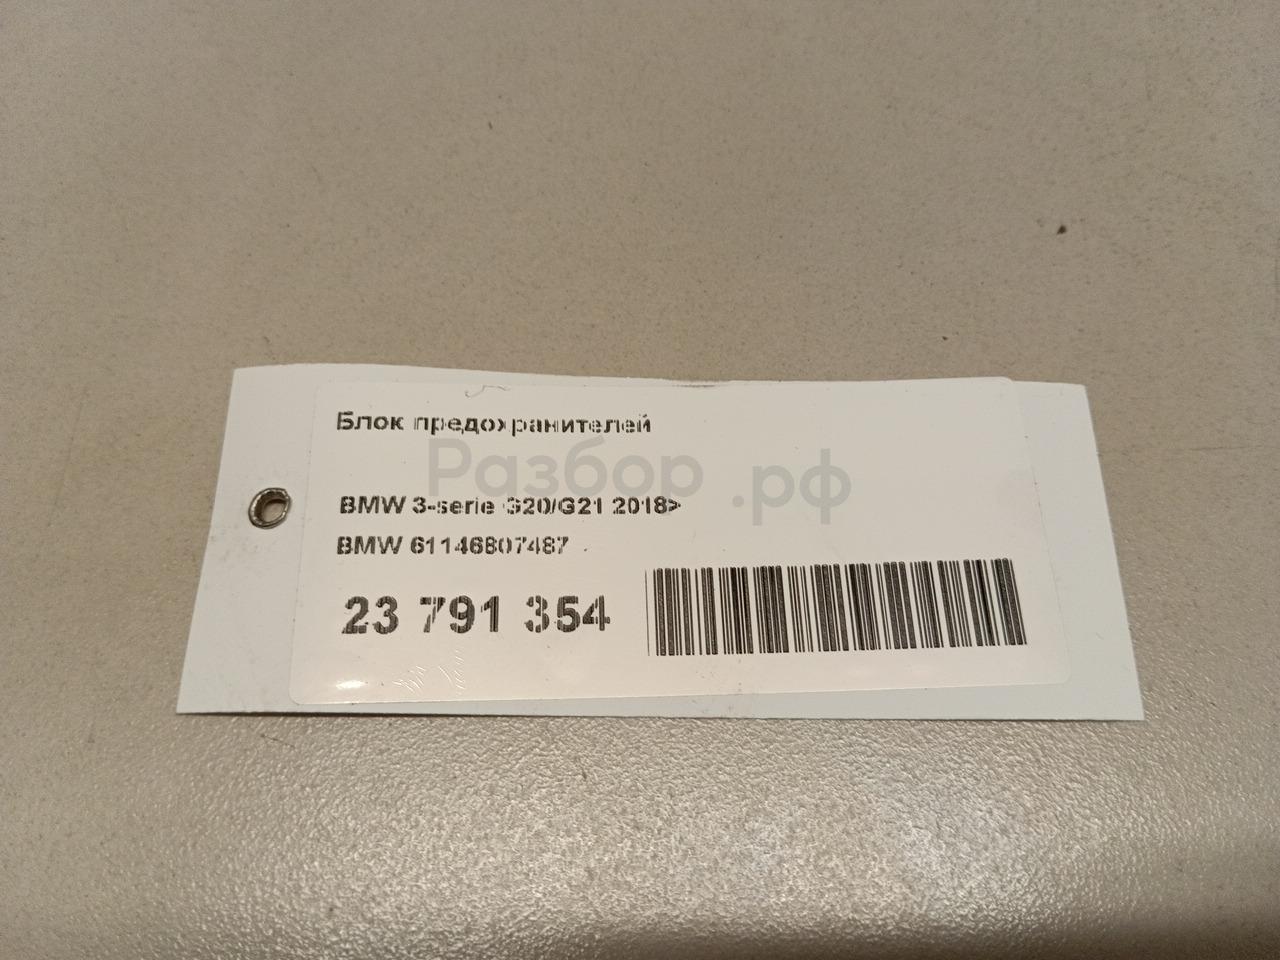 Блок предохранителей
Разбор.рф
BMW 3-serie G20/G21 2018>
BMW 61146807487
23 791 354